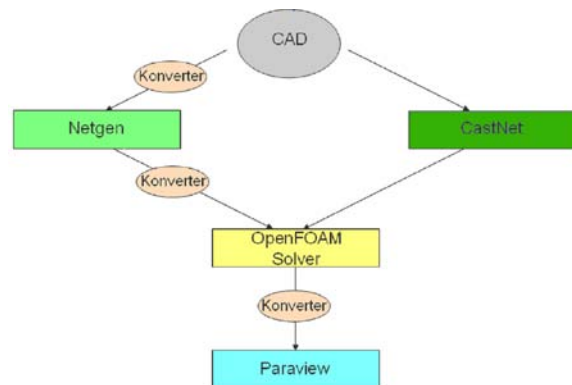 CAD
Konverter
Netgen
CastNet
Konverter
OpenFOAM
Solver
Konverter
Paraview